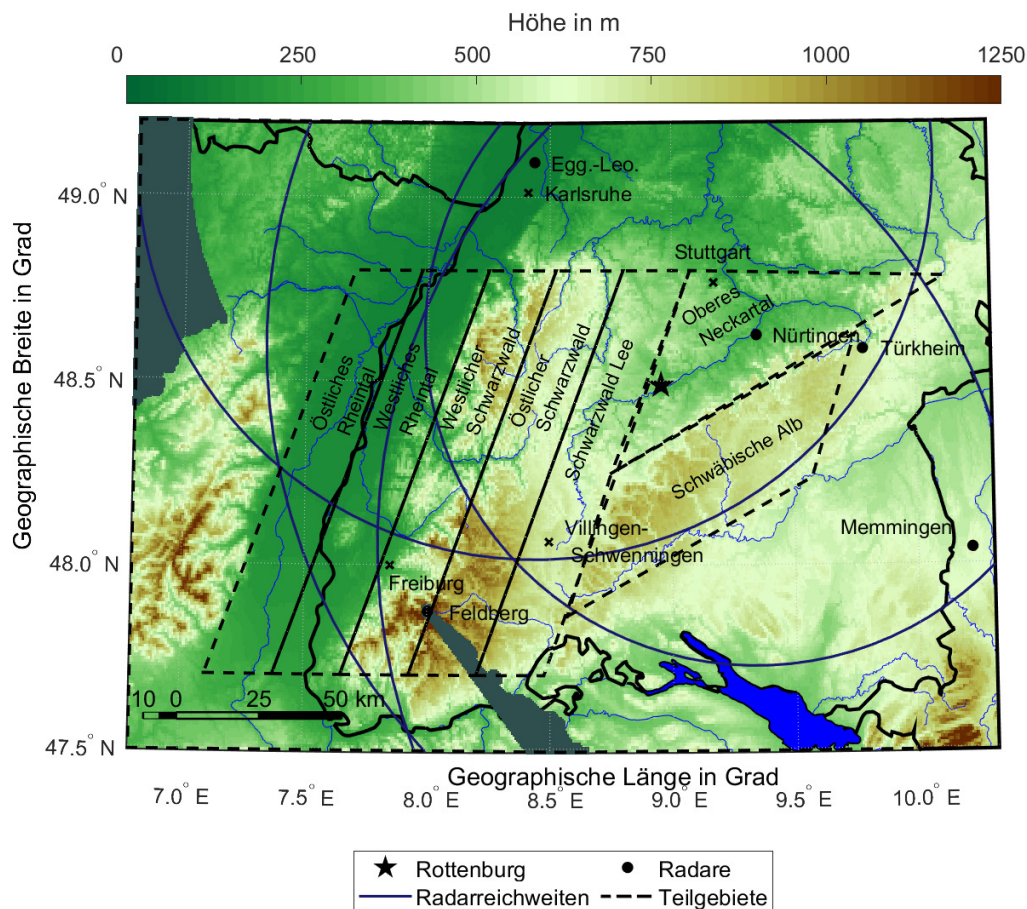 Höhe in m
0 250 500 750 1000 1250
Geographische Breite in Grad
49.0° N
48.5° N
48.0° N
47.5° N
Egg.-Leo.
Karlsruhe
Stuttgart
Oberes
Neckartal
Nürtingen
Türkheim
Östliches
Rheintal
Westliches
Rheintal
Westlicher
Schwarzwald
Östlicher
Schwarzwald
Schwarzwald Lee
Schwäbische Alb
Villingen-
Schwenningen
Memmingen
Freiburg
Feldberg
10 0 25 50 km
Geographische Länge in Grad
7.0° E 7.5° E 8.0° E 8.5° E 9.0° E 9.5° E 10.0° E
Rottenburg Radare
Radarreichweiten Teilgebiete